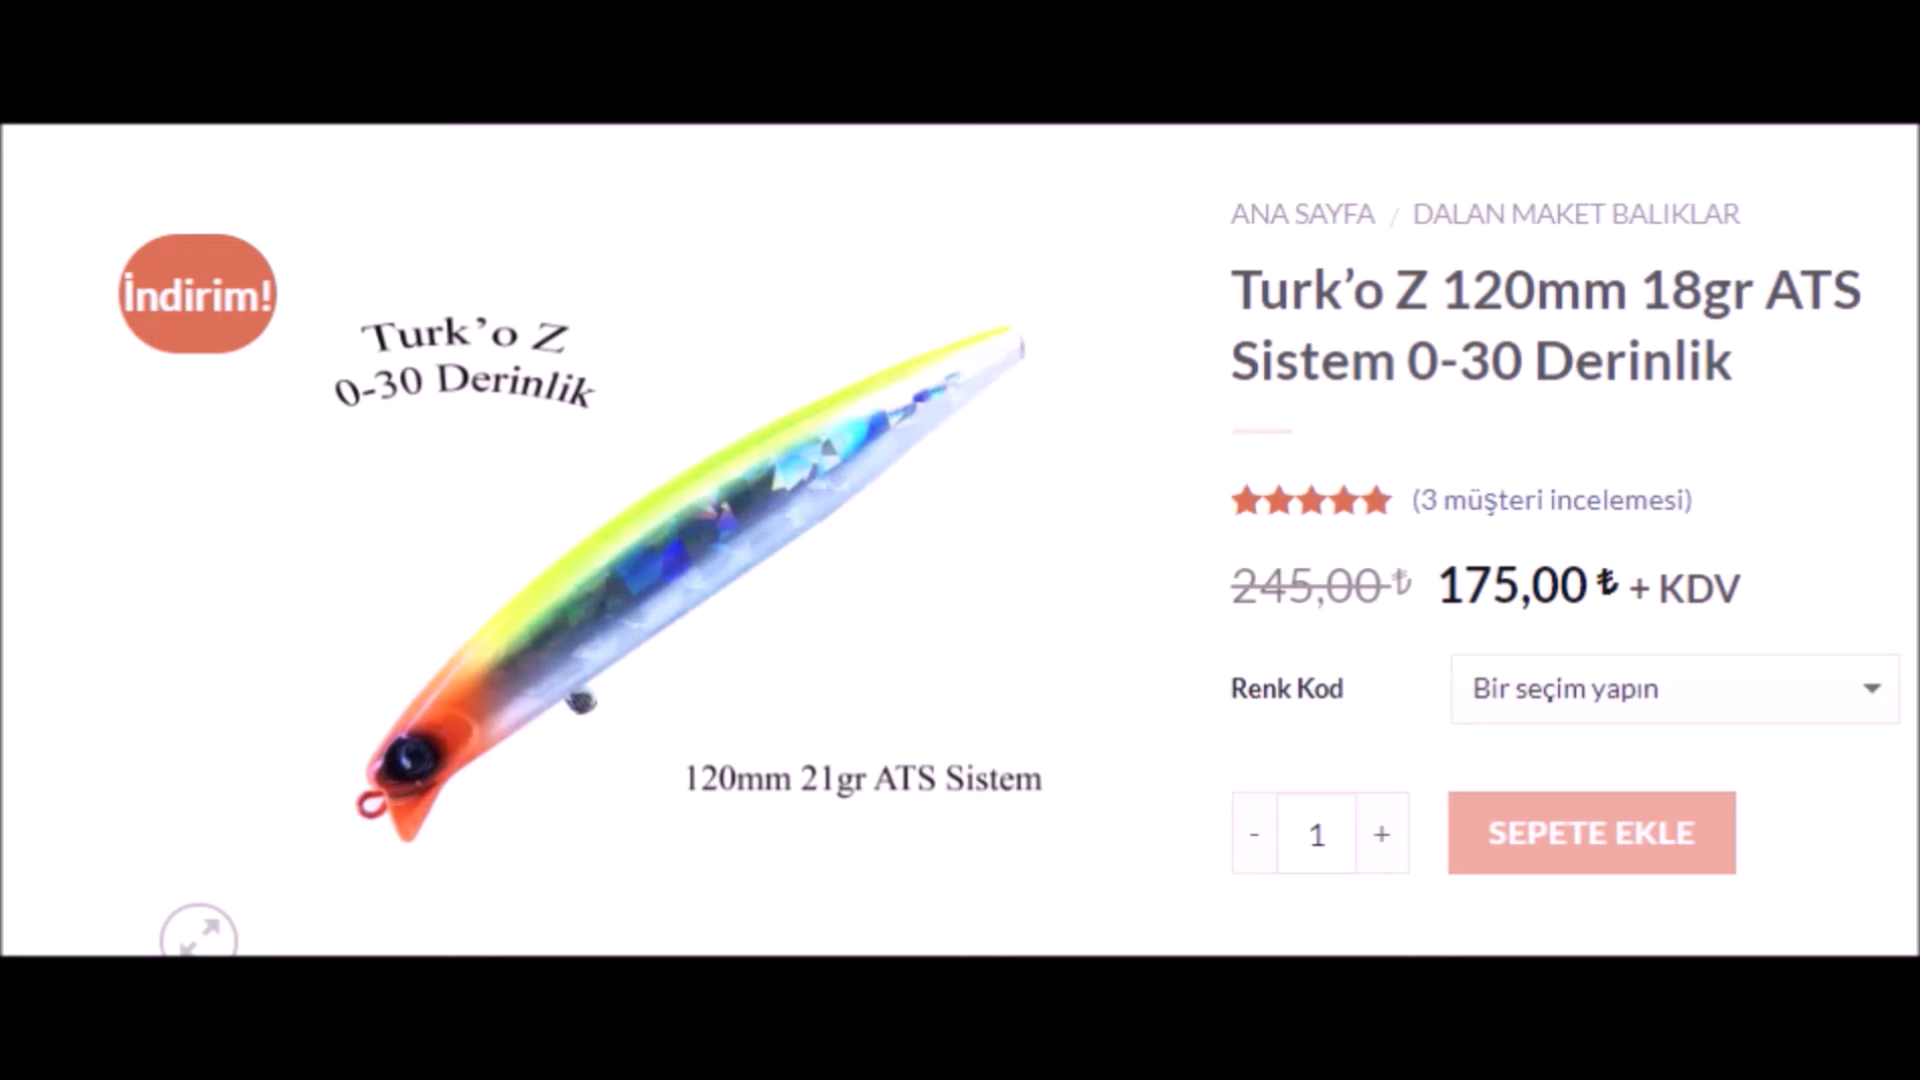 İndirim!
Turk’o Z
0-30 Derinlik
120mm 21gr ATS Sistem
ANA SAYFA / DALAN MAKET BALIKLAR
Turk’o Z 120mm 18gr ATS
Sistem 0-30 Derinlik
(3 müşteri incelemesi)
245,00 ₺ 175,00 ₺ + KDV
Renk Kod Bir seçim yapın
- 1 + SEPETE EKLE